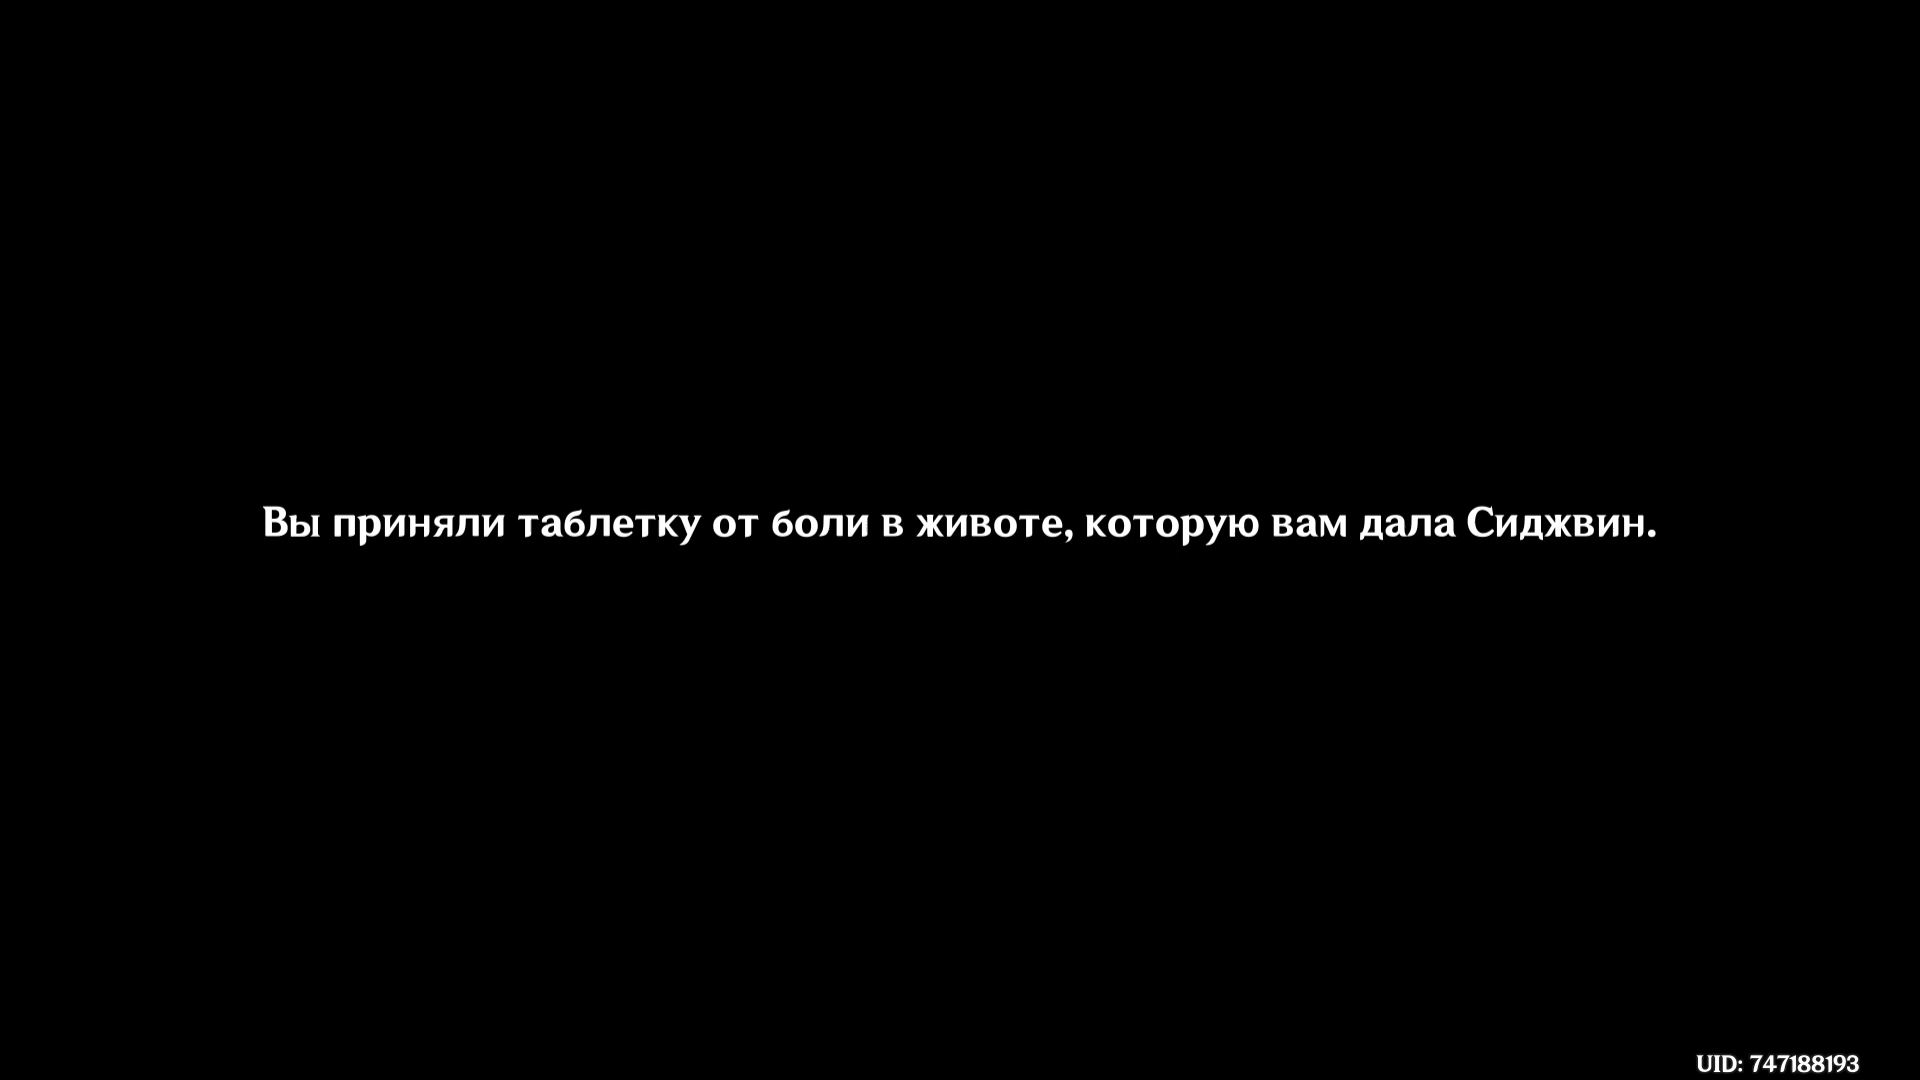 Вы приняли таблетку от боли в животе, которую вам дала Сиджвин.
UID: 747188193